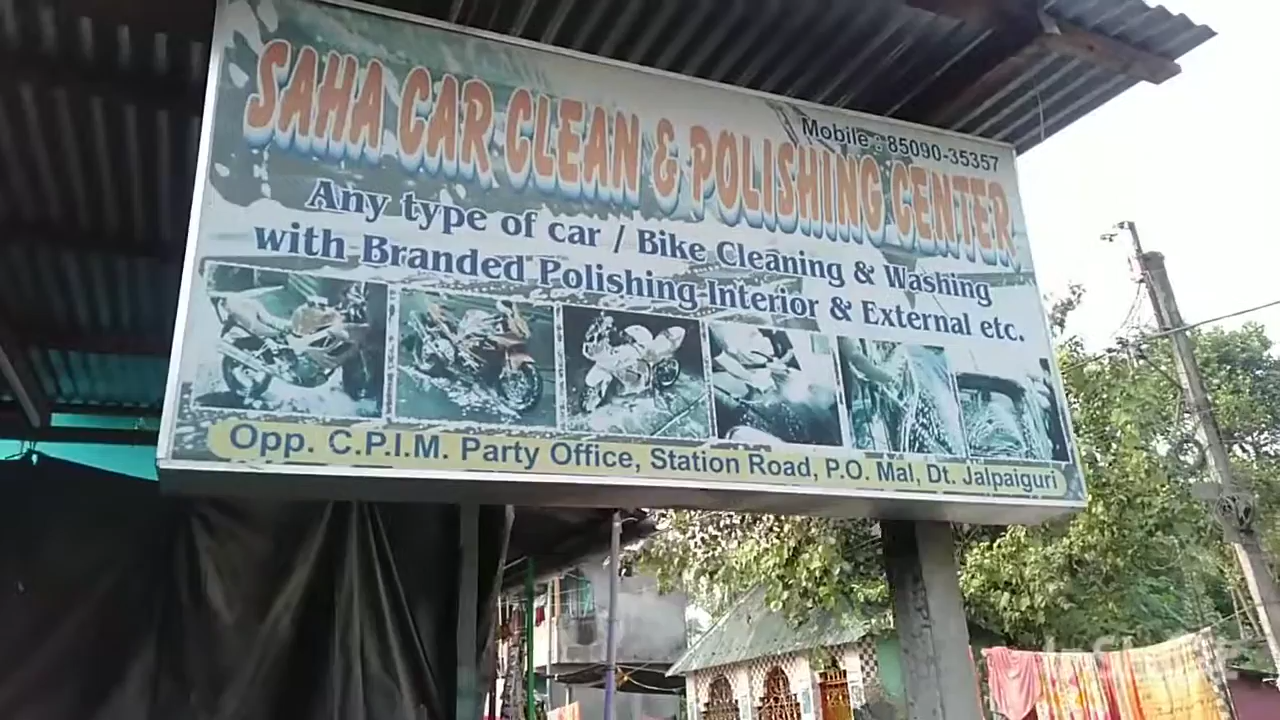 SAHA CAR CLEAN & POLISHING CENTER
Mobile : 85090-35357
Any type of car / Bike Cleaning & Washing
with Branded Polishing Interior & External etc.
Opp. C.P.I.M. Party Office, Station Road, P.O. Mal, Dt. Jalpaiguri